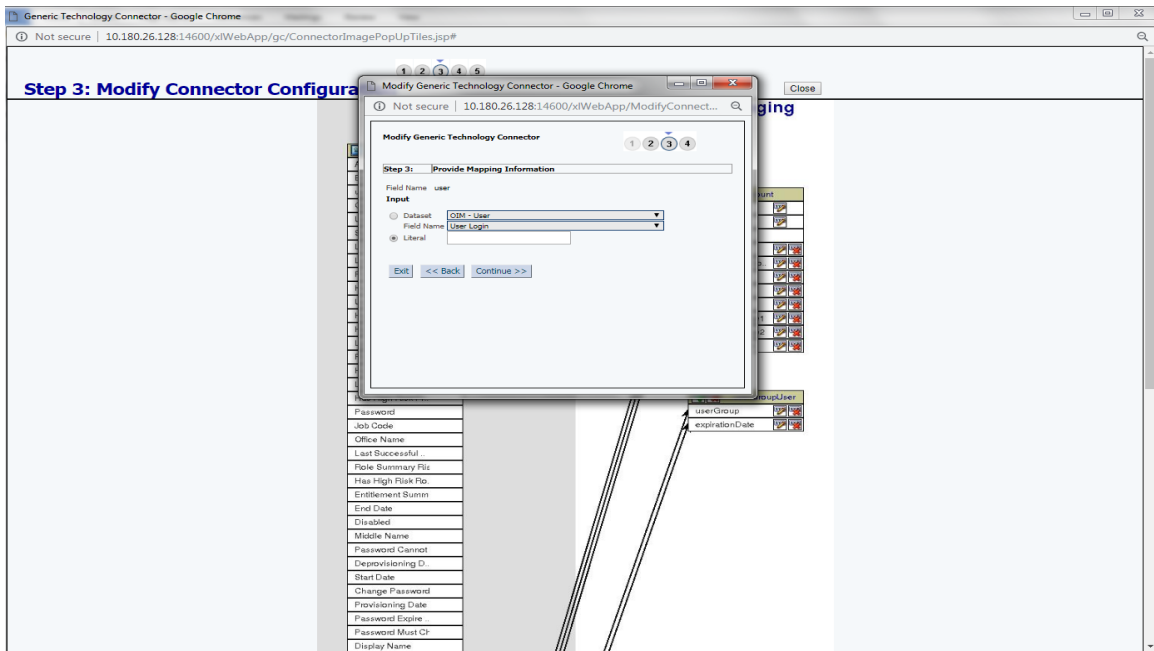 Generic Technology Connector - Google Chrome
Not secure | 10.180.26.128:14600/xlWebApp/gc/ConnectorImagePopUpTiles.jsp#
1 2 3 4 5
Step 3: Modify Connector Configura
Close
ging
Modify Generic Technology Connector - Google Chrome
Not secure | 10.180.26.128:14600/xlWebApp/ModifyConnect...
Modify Generic Technology Connector
1 2 3 4
Step 3: Provide Mapping Information
Field Name user
Input
Dataset OIM - User
Field Name User Login
Literal
Exit << Back Continue >>
unt
oupUser
userGroup
expirationDate
Password
Job Code
Office Name
Last Successful ..
Role Summary Ris
Has High Risk Ro.
Entitlement Summ
End Date
Disabled
Middle Name
Password Cannot
Deprovisioning D..
Start Date
Change Password
Provisioning Date
Password Expire ..
Password Must Ch
Display Name